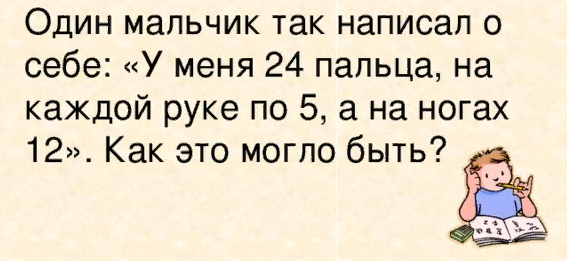 Один мальчик так написал о
себе: «У меня 24 пальца, на
каждой руке по 5, а на ногах
12». Как это могло быть?